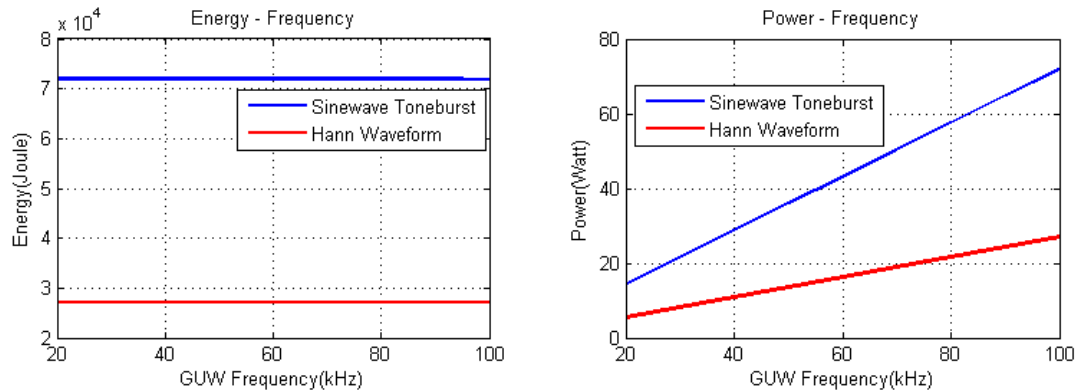 Energy - Frequency
x 10^4
8
7
6
5
4
3
2
Energy(Joule)
Sinewave Toneburst
Hann Waveform
20 40 60 80 100
GUW Frequency(kHz)
Power - Frequency
80
60
40
20
0
Power(Watt)
Sinewave Toneburst
Hann Waveform
20 40 60 80 100
GUW Frequency(kHz)